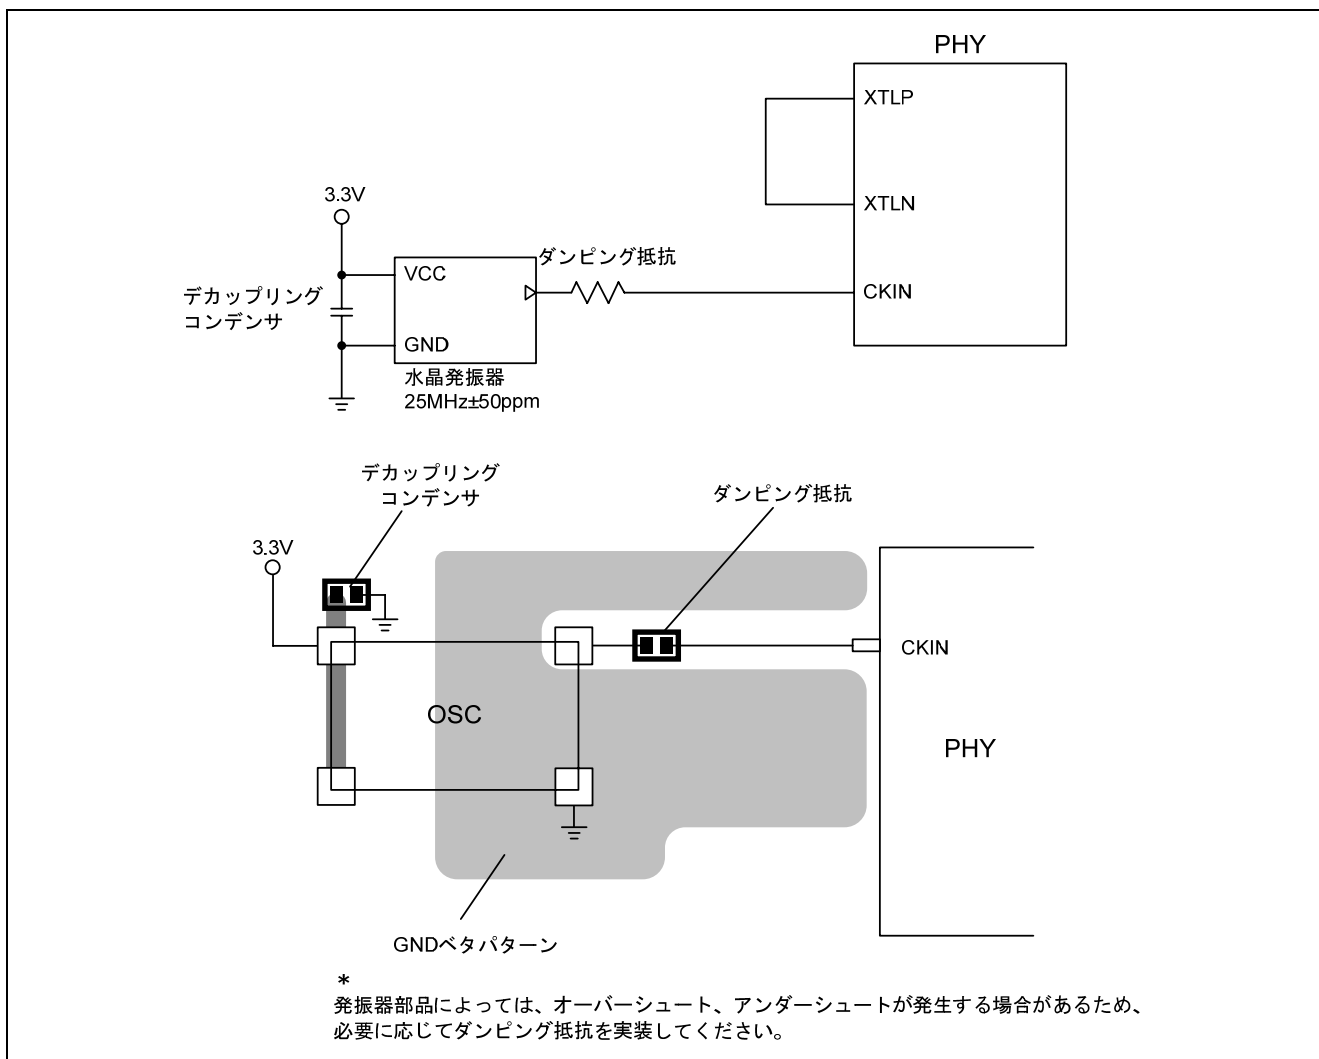 PHY
XTLP
XTLN
CKIN
3.3V
VCC
GND
ダンピング抵抗
デカップリング
コンデンサ
水晶発振器
25MHz±50ppm
デカップリング
コンデンサ
ダンピング抵抗
3.3V
CKIN
OSC
PHY
GNDベタパターン
*
発振器部品によっては、オーバーシュート、アンダーシュートが発生する場合があるため、
必要に応じてダンピング抵抗を実装してください。